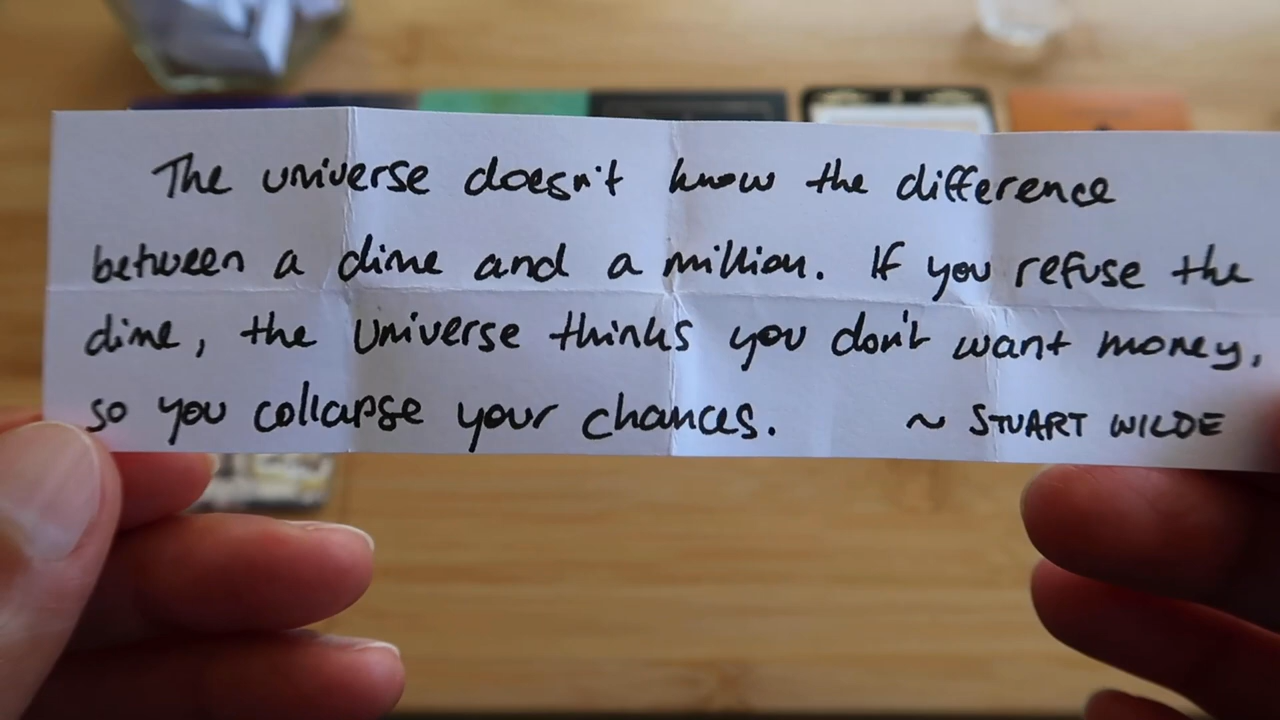 The universe doesn't know the difference
between a dime and a million. If you refuse the
dime, the universe thinks you don't want money,
so you collapse your chances. ~ STUART WILDE